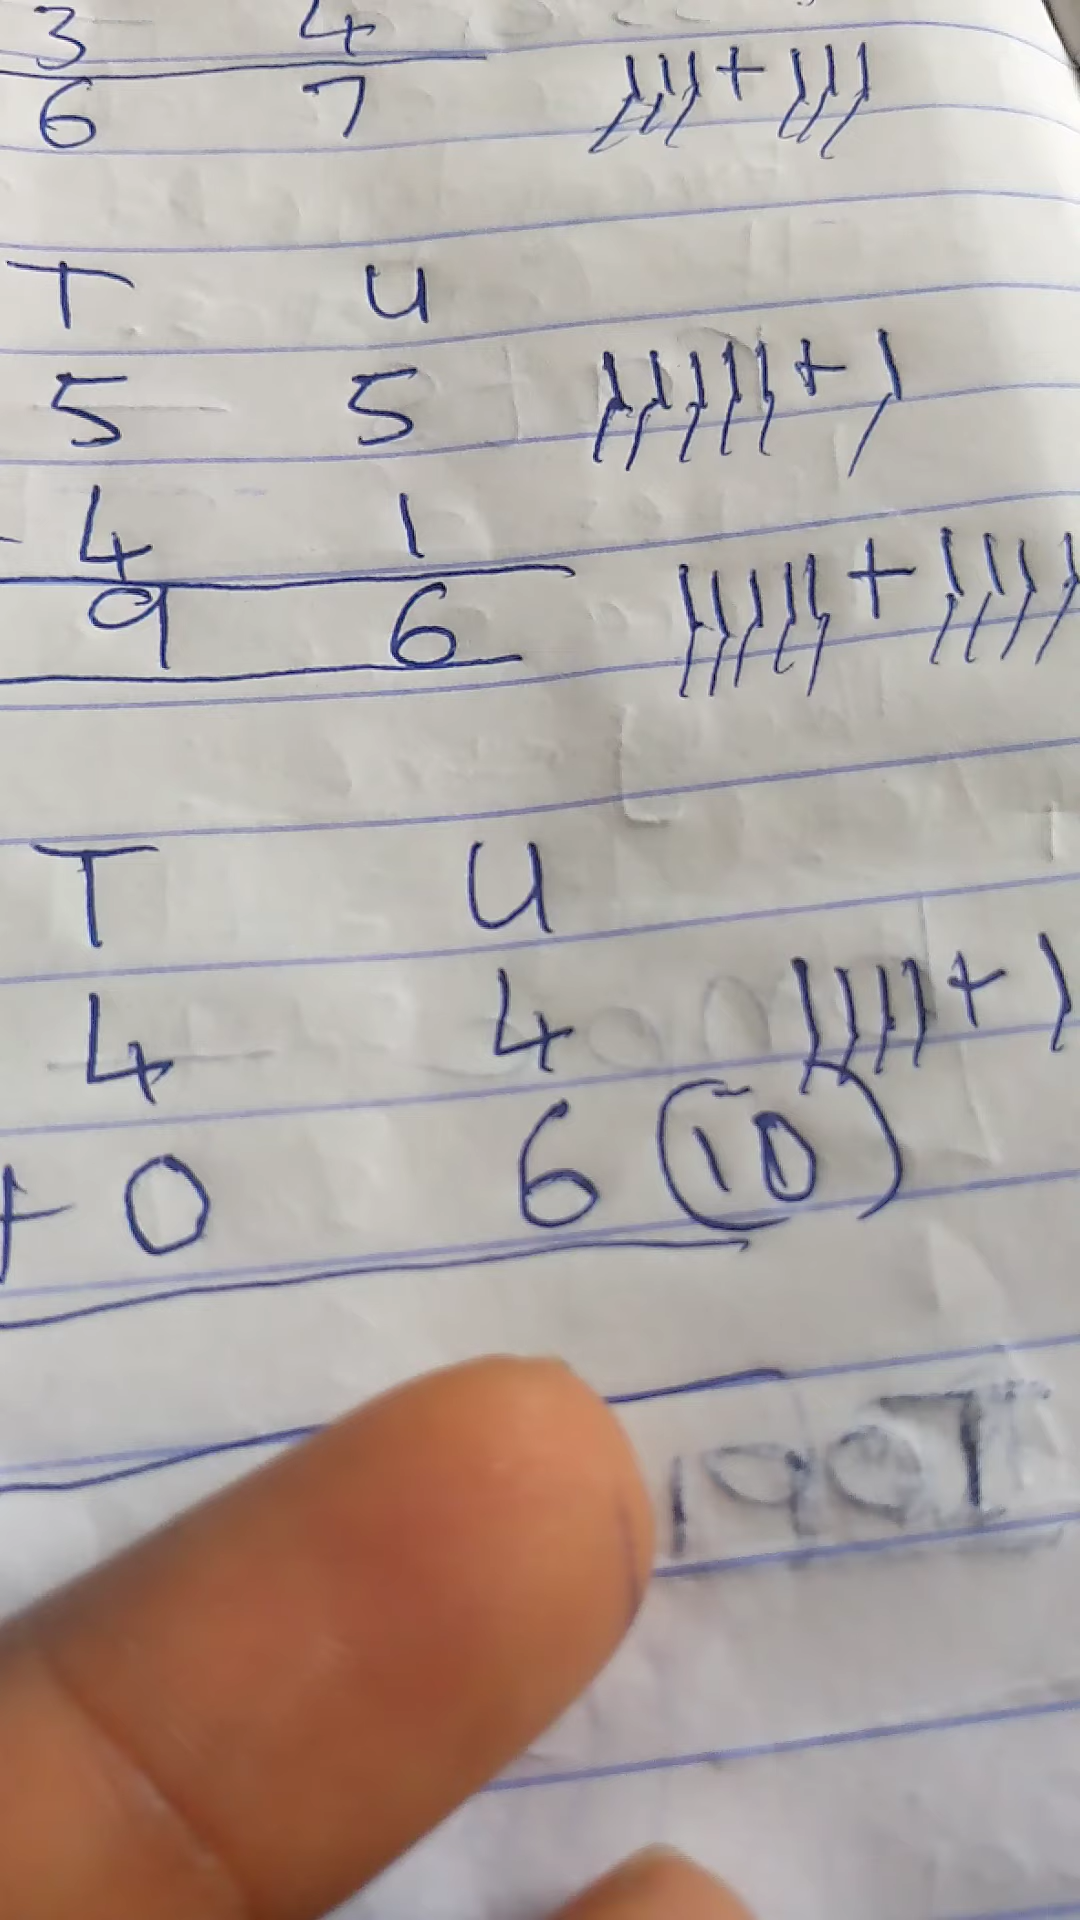 3 4
6 7 ||| + |||
T U
5 5 ||||| + |
- 4 1
9 6 ||||| + ||||
T U
4 4 |||| + |
+ 0 6 (10)